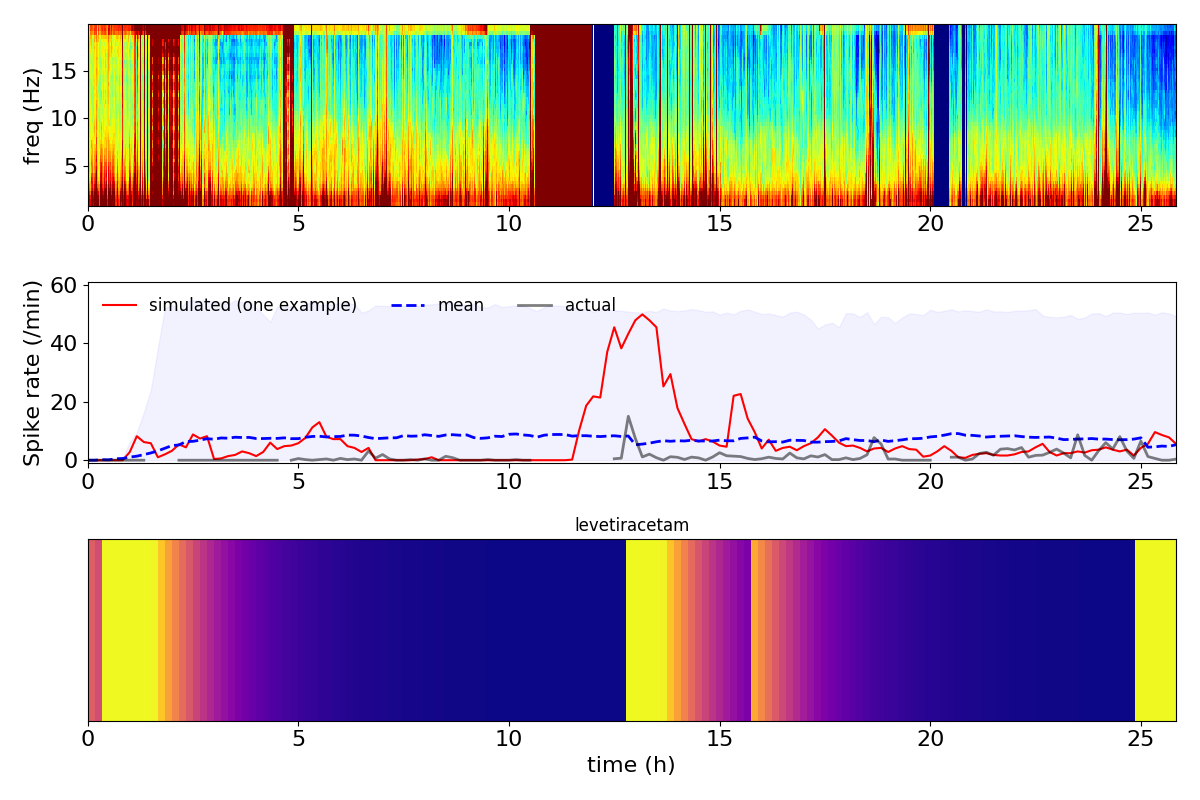 freq (Hz)
15
10
5
0 5 10 15 20 25
Spike rate (/min)
60
40
20
0
simulated (one example) mean actual
0 5 10 15 20 25
levetiracetam
0 5 10 15 20 25
time (h)